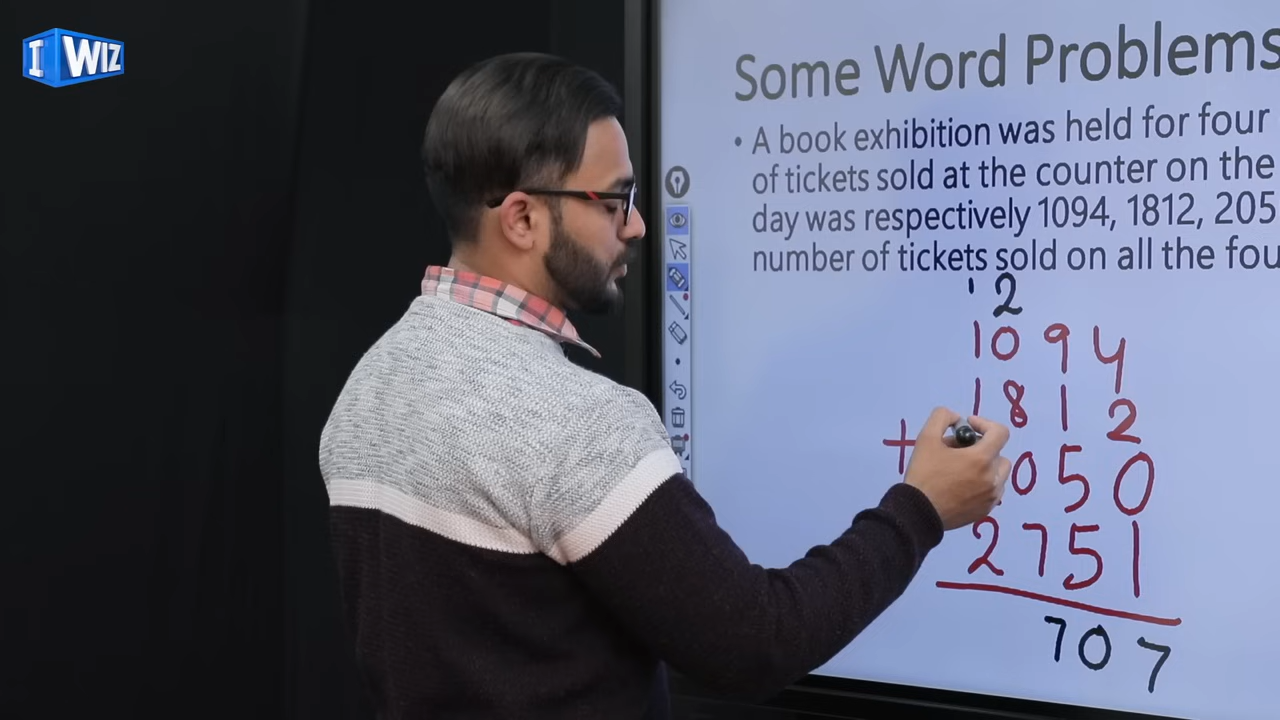 I WIZ
Some Word Problems
• A book exhibition was held for four
of tickets sold at the counter on the
day was respectively 1094, 1812, 205
number of tickets sold on all the fou
1 2
1094
1812
+ 050
2751
707